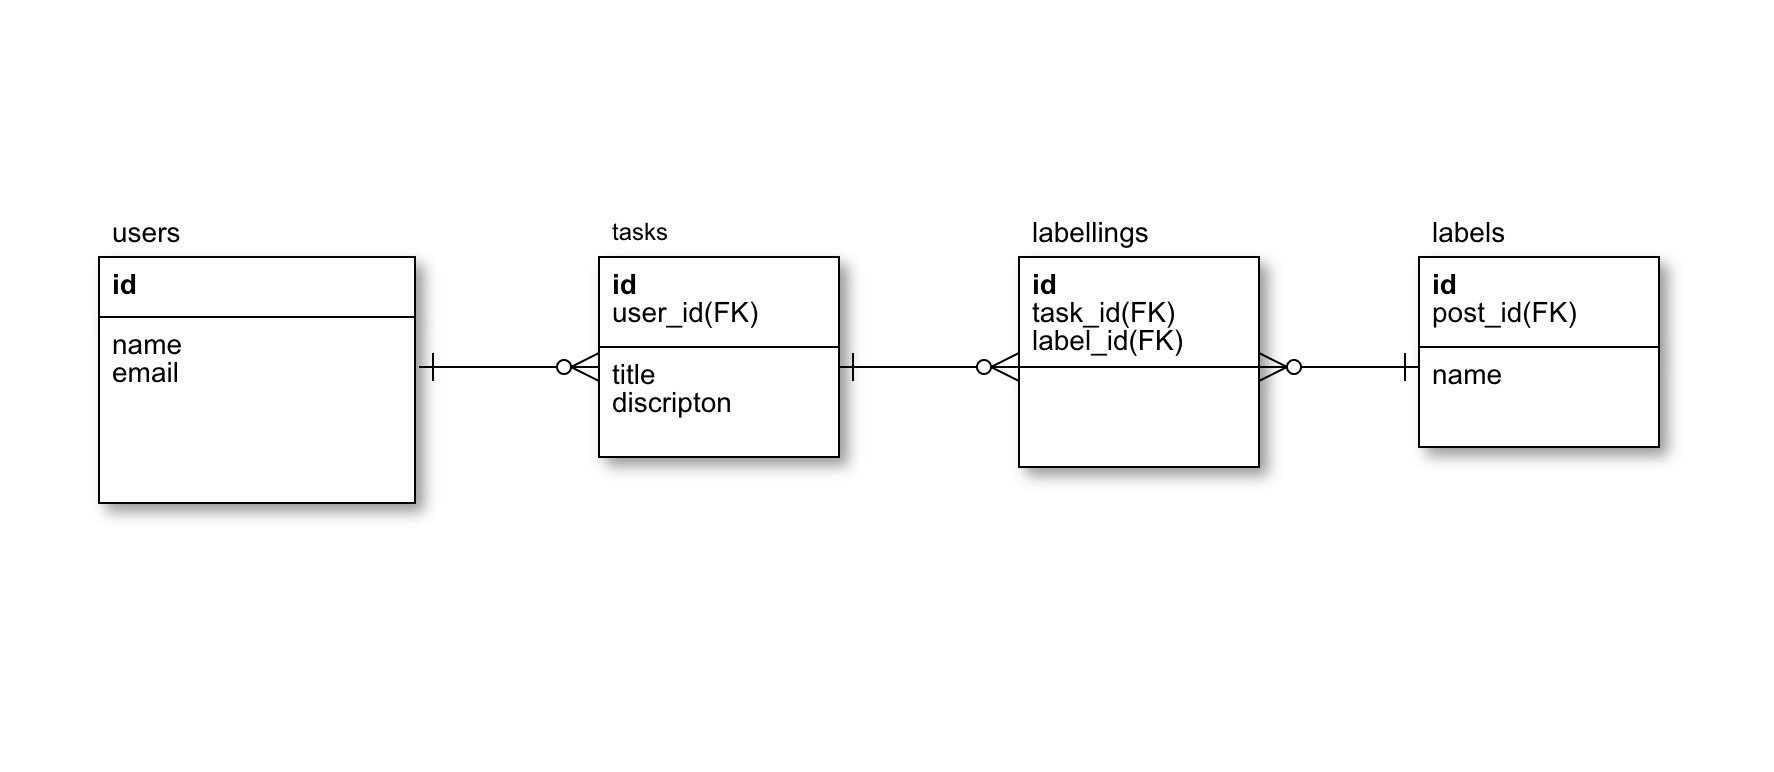 users
id
name
email
tasks
id
user_id(FK)
title
discripton
labellings
id
task_id(FK)
label_id(FK)
labels
id
post_id(FK)
name